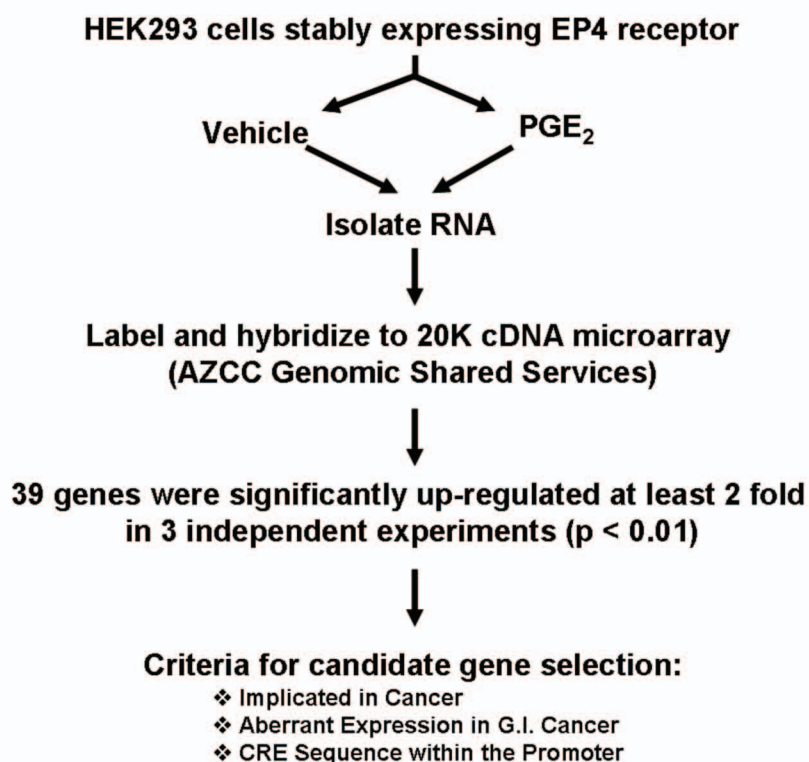 HEK293 cells stably expressing EP4 receptor
Vehicle
PGE₂
Isolate RNA
Label and hybridize to 20K cDNA microarray
(AZCC Genomic Shared Services)
39 genes were significantly up-regulated at least 2 fold
in 3 independent experiments (p < 0.01)
Criteria for candidate gene selection:
❖ Implicated in Cancer
❖ Aberrant Expression in G.I. Cancer
❖ CRE Sequence within the Promoter